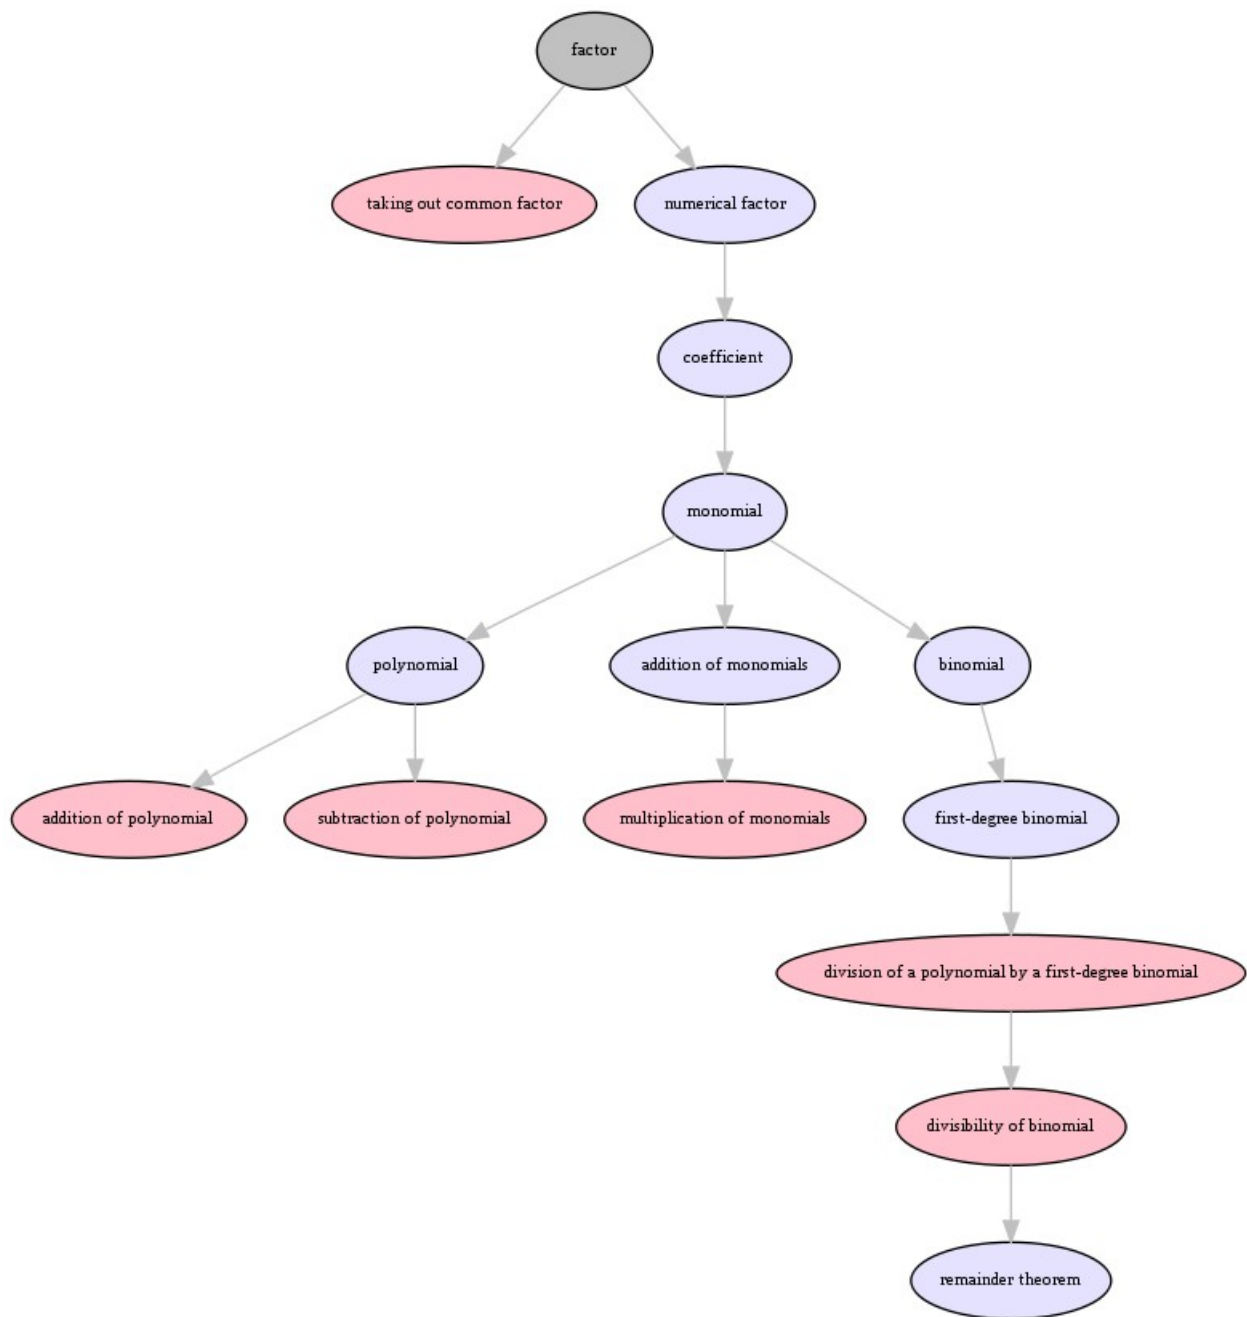 factor
taking out common factor
numerical factor
coefficient
monomial
polynomial
addition of monomials
binomial
addition of polynomial
subtraction of polynomial
multiplication of monomials
first-degree binomial
division of a polynomial by a first-degree binomial
divisibility of binomial
remainder theorem